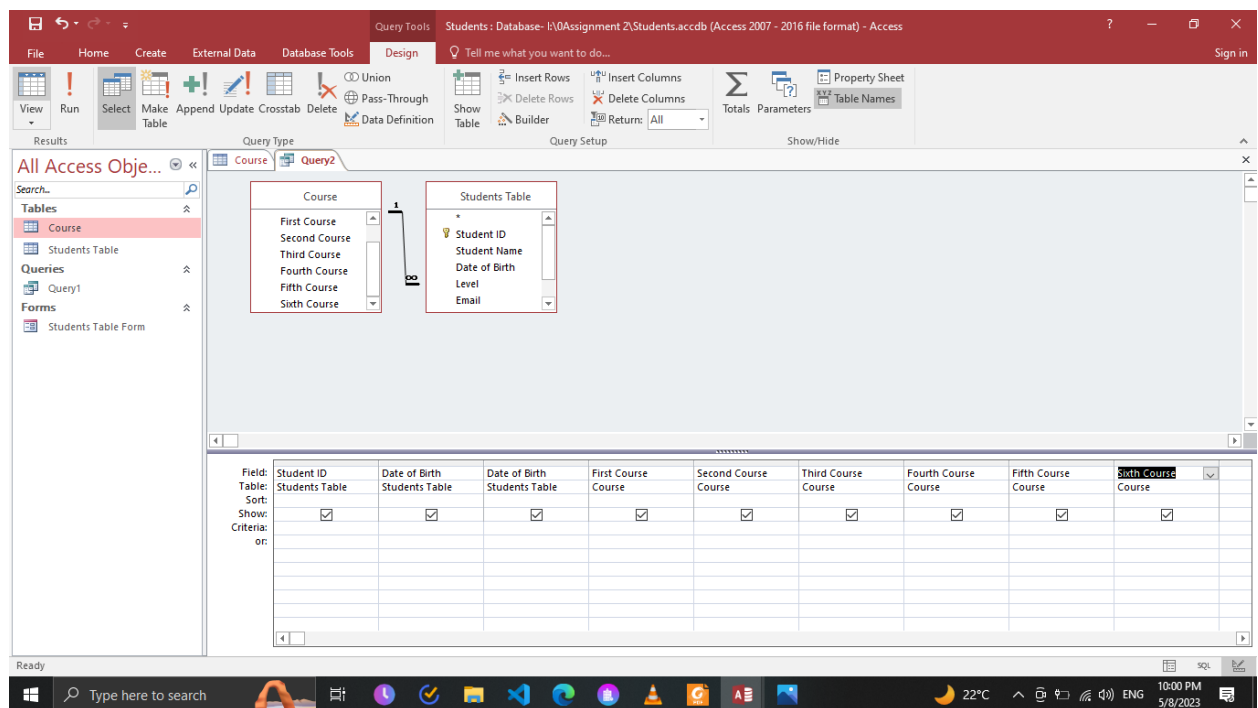 Query Tools
Students : Database- I:\0Assignment 2\Students.accdb (Access 2007 - 2016 file format) - Access
?
File Home Create External Data Database Tools Design Tell me what you want to do... Sign in
View
Run
Select
Make Table
Append
Update
Crosstab
Delete
Union
Pass-Through
Data Definition
Show Table
Insert Rows
Delete Rows
Builder
Insert Columns
Delete Columns
Return: All
Totals
Parameters
Property Sheet
Table Names
Results
Query Type
Query Setup
Show/Hide
All Access Obje...
Search...
Tables
Course
Students Table
Queries
Query1
Forms
Students Table Form
Course
Query2
Course
First Course
Second Course
Third Course
Fourth Course
Fifth Course
Sixth Course
1
∞
Students Table
*
Student ID
Student Name
Date of Birth
Level
Email
Field: Student ID Date of Birth Date of Birth First Course Second Course Third Course Fourth Course Fifth Course Sixth Course
Table: Students Table Students Table Students Table Course Course Course Course Course Course
Sort:
Show:
Criteria:
or:
Ready
SQL
Type here to search
22°C
ENG
10:00 PM
5/8/2023